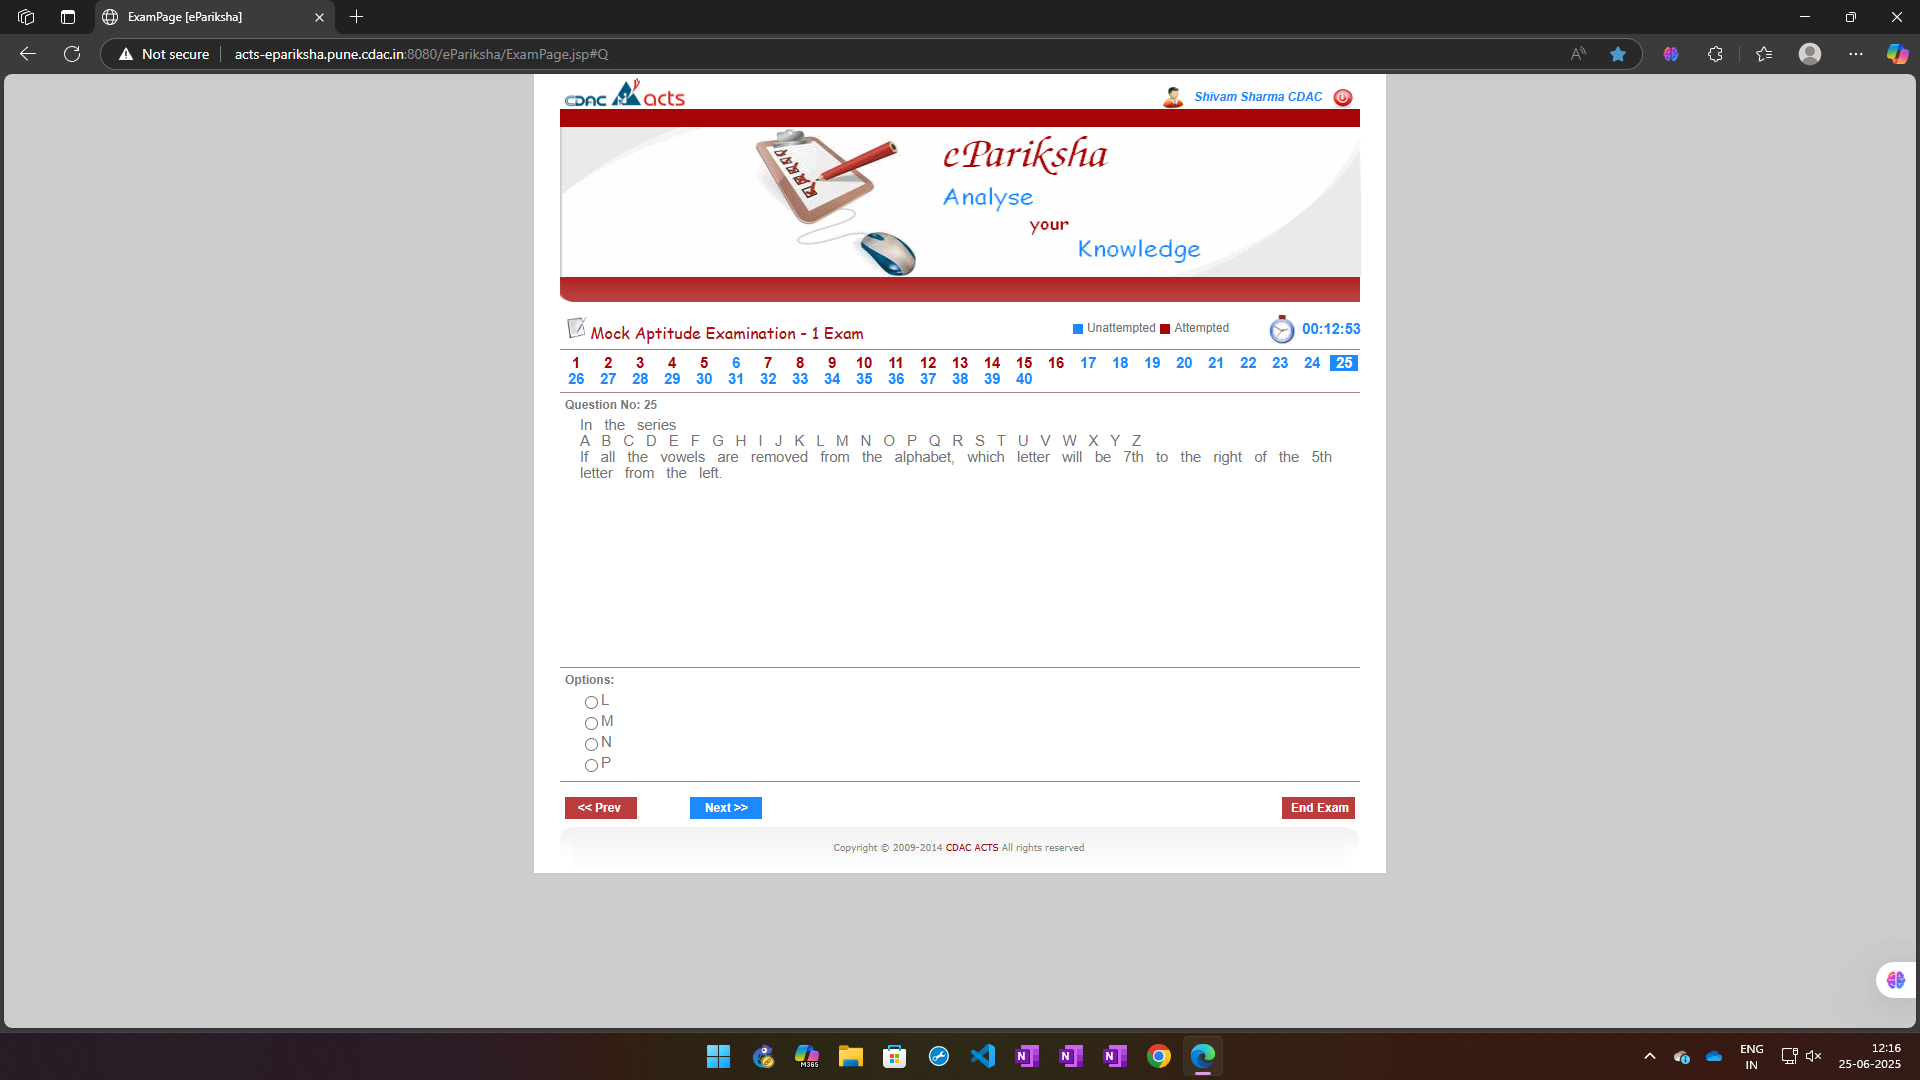 ExamPage [ePariksha]
Not secure acts-epariksha.pune.cdac.in:8080/ePariksha/ExamPage.jsp#Q
CDAC acts
Shivam Sharma CDAC
ePariksha
Analyse
your
Knowledge
Mock Aptitude Examination - 1 Exam
Unattempted Attempted
00:12:53
1 2 3 4 5 6 7 8 9 10 11 12 13 14 15 16 17 18 19 20 21 22 23 24 25
26 27 28 29 30 31 32 33 34 35 36 37 38 39 40
Question No: 25
In the series
A B C D E F G H I J K L M N O P Q R S T U V W X Y Z
If all the vowels are removed from the alphabet, which letter will be 7th to the right of the 5th
letter from the left.
Options:
L
M
N
P
<< Prev
Next >>
End Exam
Copyright © 2009-2014 CDAC ACTS All rights reserved
M365
N
N
N
ENG
IN
12:16
25-06-2025